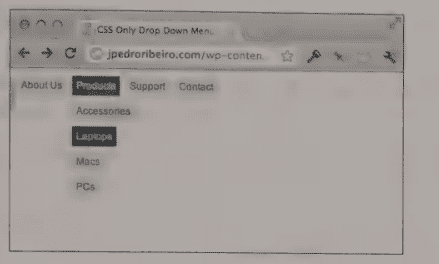 CSS Only Drop Down Menu
jpedroribeiro.com/wp-conten...
About Us Products Support Contact
Accessories
Laptops
Macs
PCs